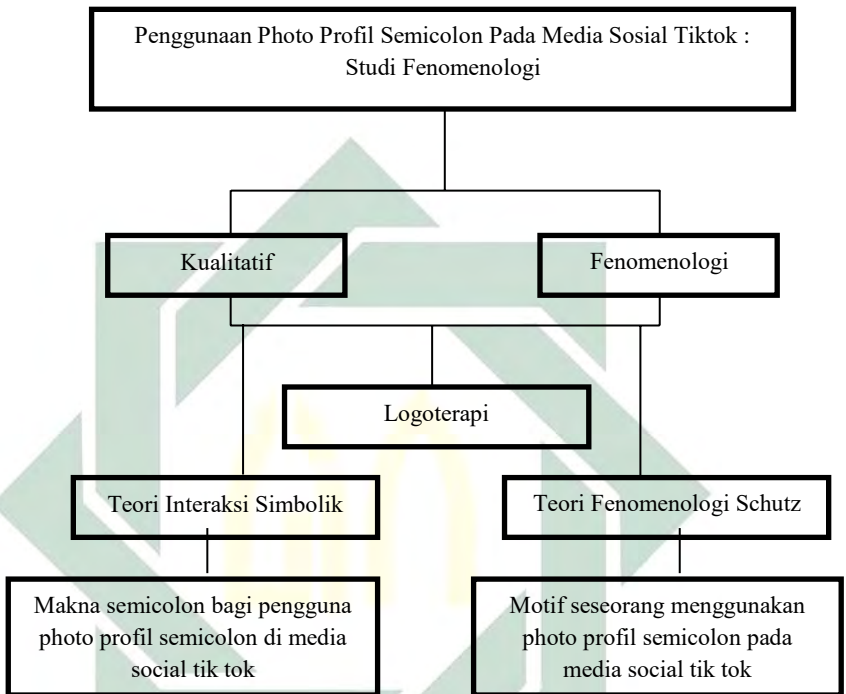 Penggunaan Photo Profil Semicolon Pada Media Sosial Tiktok :
Studi Fenomenologi
Kualitatif
Fenomenologi
Logoterapi
Teori Interaksi Simbolik
Teori Fenomenologi Schutz
Makna semicolon bagi pengguna
photo profil semicolon di media
social tik tok
Motif seseorang menggunakan
photo profil semicolon pada
media social tik tok